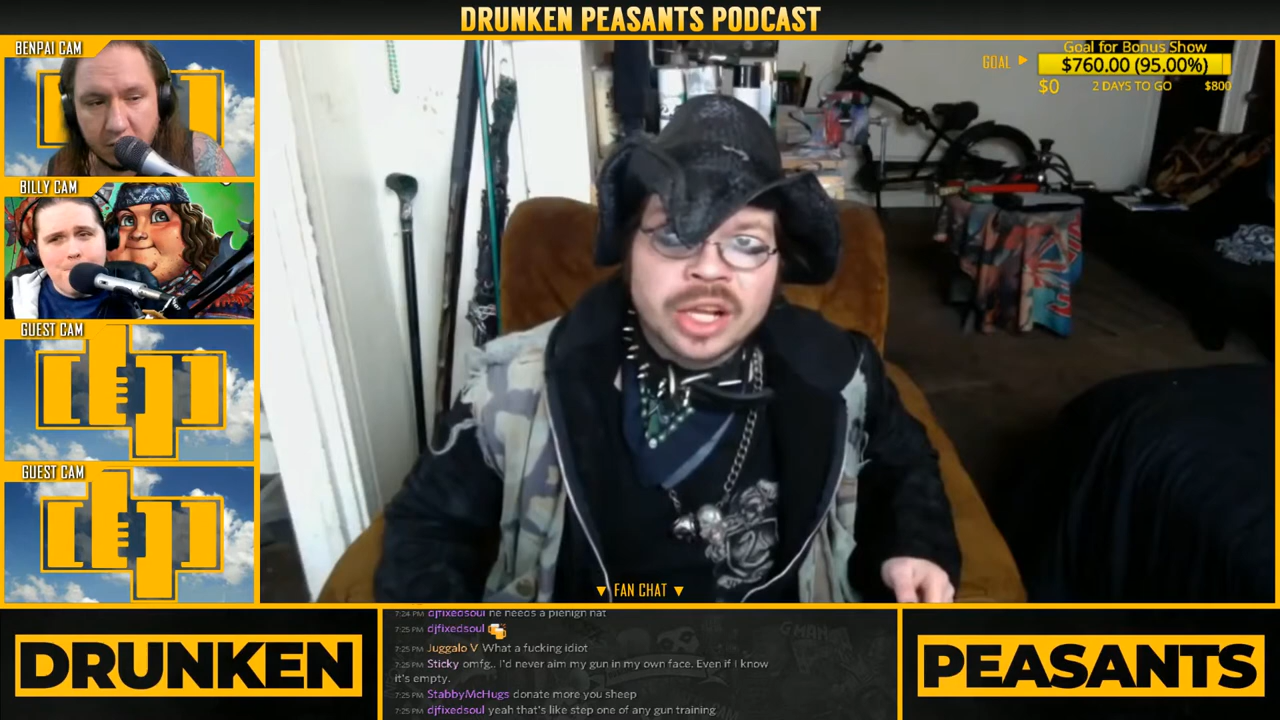 DRUNKEN PEASANTS PODCAST
BENPAI CAM
BILLY CAM
GUEST CAM
GUEST CAM
Goal for Bonus Show
GOAL ▶ $760.00 (95.00%)
$0 2 DAYS TO GO $800
▼ FAN CHAT ▼
DRUNKEN
7:24 PM djfixedsoul he needs a
7:25 PM djfixedsoul 🍻
7:25 PM Juggalo V What a fucking idiot
7:25 PM Sticky omfg.. I'd never aim my gun in my own face. Even if I know
it's empty.
7:25 PM StabbyMcHugs donate more you sheep
7:25 PM djfixedsoul yeah that's like step one of any gun training
PEASANTS